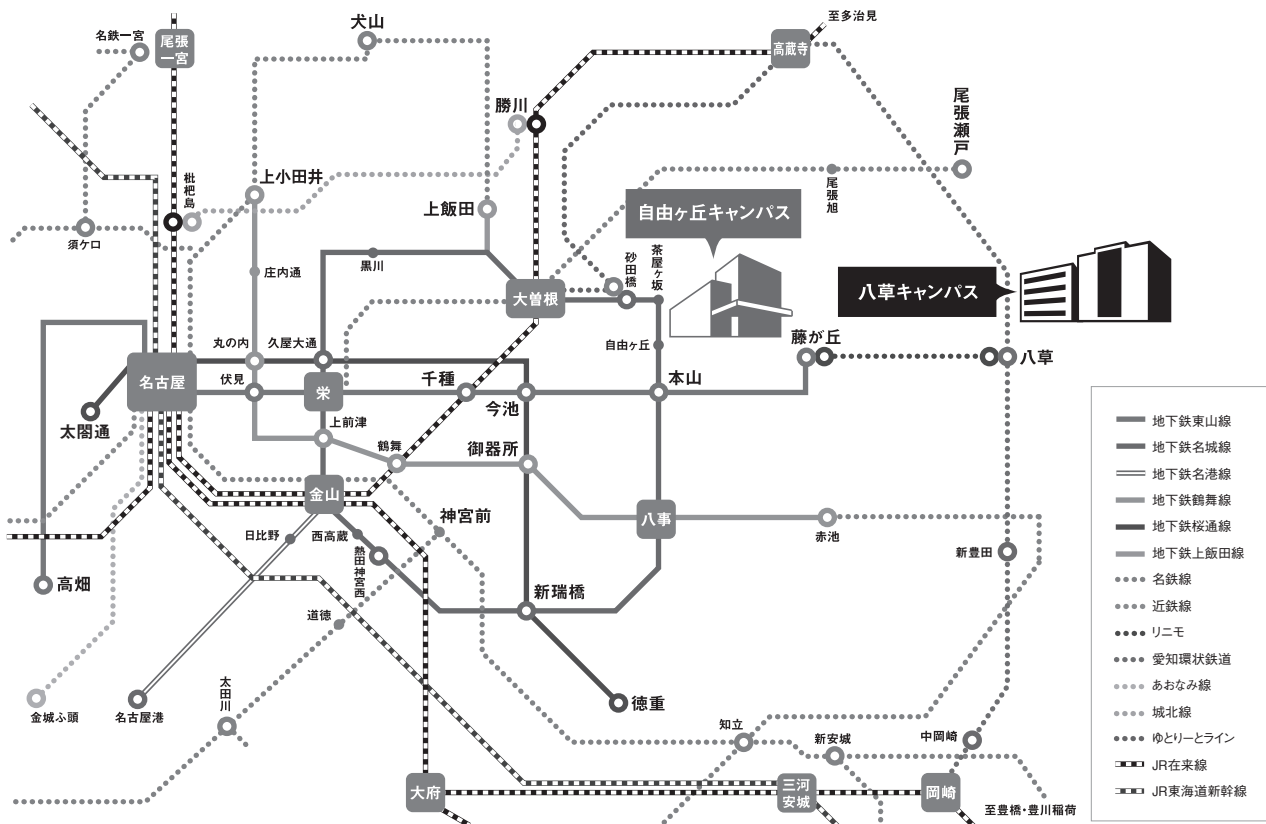 至多治見
犬山
名鉄一宮
尾張
一宮
高蔵寺
勝川
尾張瀬戸
枇杷島
上小田井
尾張旭
上飯田
自由ヶ丘キャンパス
須ケ口
茶屋ヶ坂
砂田橋
黒川
庄内通
八草キャンパス
大曽根
藤が丘
丸の内
久屋大通
自由ヶ丘
八草
伏見
千種
本山
名古屋
栄
今池
太閤通
上前津
鶴舞
御器所
金山
神宮前
八事
日比野
西高蔵
赤池
熱田神宮西
新豊田
高畑
新瑞橋
道徳
太田川
徳重
金城ふ頭
名古屋港
知立
新安城
中岡崎
大府
三河
安城
岡崎
至豊橋・豊川稲荷
地下鉄東山線
地下鉄名城線
地下鉄名港線
地下鉄鶴舞線
地下鉄桜通線
地下鉄上飯田線
名鉄線
近鉄線
リニモ
愛知環状鉄道
あおなみ線
城北線
ゆとりーとライン
JR在来線
JR東海道新幹線